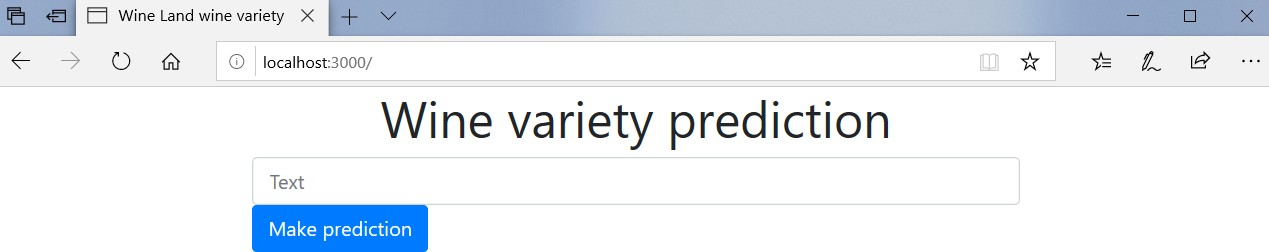 Wine Land wine variety
localhost:3000/
Wine variety prediction
Text
Make prediction